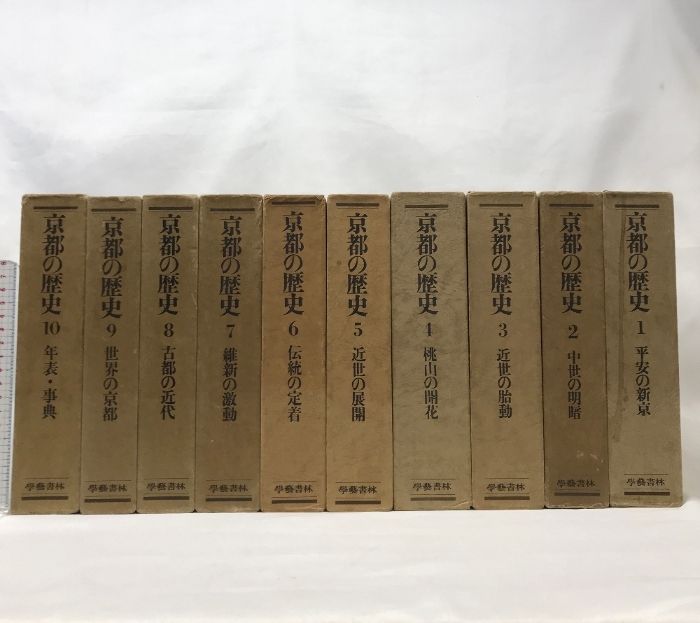 京都の歴史 1 平安の新京
學藝書林
京都の歴史 2 中世の明暗
學藝書林
京都の歴史 3 近世の胎動
學藝書林
京都の歴史 4 桃山の開花
學藝書林
京都の歴史 5 近世の展開
學藝書林
京都の歴史 6 伝統の定着
學藝書林
京都の歴史 7 維新の激動
學藝書林
京都の歴史 8 古都の近代
學藝書林
京都の歴史 9 世界の京都
學藝書林
京都の歴史 10 年表・事典
學藝書林